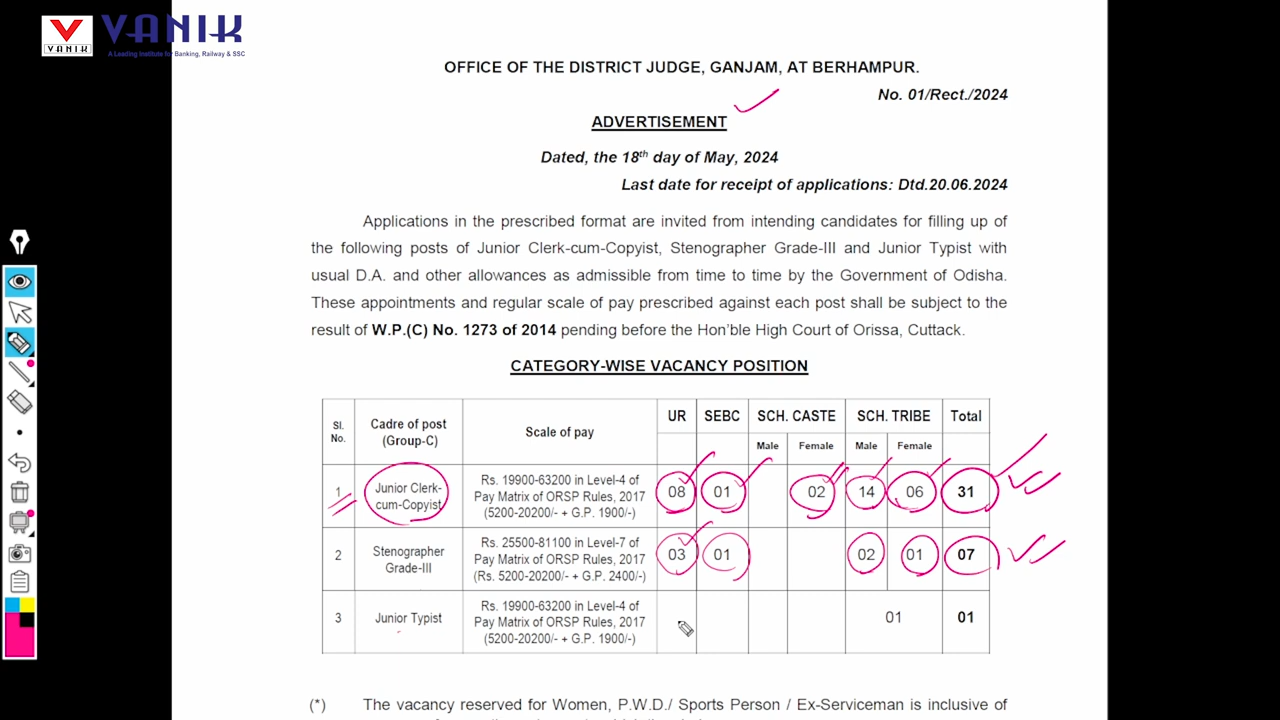 VANIK
VANIK
A Leading Institute for Banking, Railway & SSC
OFFICE OF THE DISTRICT JUDGE, GANJAM, AT BERHAMPUR.
No. 01/Rect./2024
ADVERTISEMENT
Dated, the 18th day of May, 2024
Last date for receipt of applications: Dtd.20.06.2024
Applications in the prescribed format are invited from intending candidates for filling up of
the following posts of Junior Clerk-cum-Copyist, Stenographer Grade-III and Junior Typist with
usual D.A. and other allowances as admissible from time to time by the Government of Odisha.
These appointments and regular scale of pay prescribed against each post shall be subject to the
result of W.P.(C) No. 1273 of 2014 pending before the Hon'ble High Court of Orissa, Cuttack.
CATEGORY-WISE VACANCY POSITION
Sl. No. Cadre of post (Group-C) Scale of pay UR SEBC SCH. CASTE SCH. TRIBE Total
Male Female Male Female
1 Junior Clerk-cum-Copyist Rs. 19900-63200 in Level-4 of Pay Matrix of ORSP Rules, 2017 (5200-20200/- + G.P. 1900/-) 08 01 02 14 06 31
2 Stenographer Grade-III Rs. 25500-81100 in Level-7 of Pay Matrix of ORSP Rules, 2017 (Rs. 5200-20200/- + G.P. 2400/-) 03 01 02 01 07
3 Junior Typist Rs. 19900-63200 in Level-4 of Pay Matrix of ORSP Rules, 2017 (5200-20200/- + G.P. 1900/-) 01 01
(*) The vacancy reserved for Women, P.W.D./ Sports Person / Ex-Serviceman is inclusive of